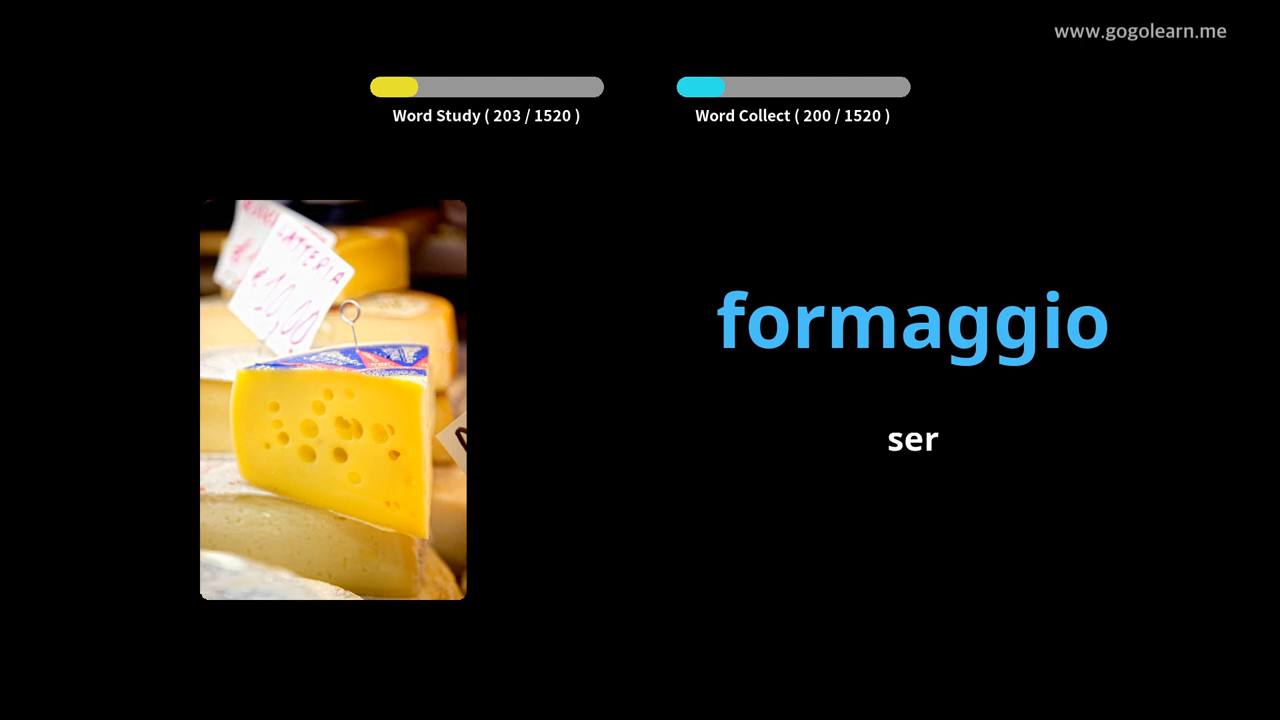 www.gogolearn.me
Word Study ( 203 / 1520 )
Word Collect ( 200 / 1520 )
LATTERIA
€10,00
formaggio
ser